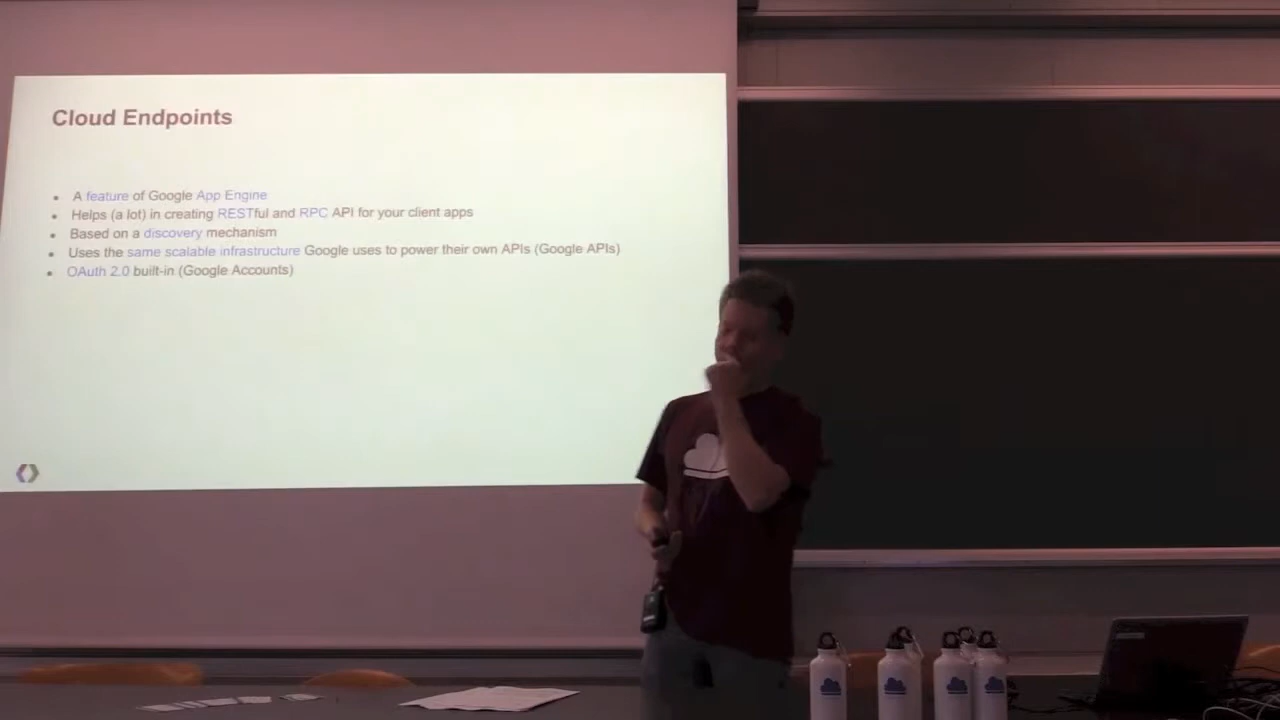 Cloud Endpoints
A feature of Google App Engine
Helps (a lot) in creating RESTful and RPC API for your client apps
Based on a discovery mechanism
Uses the same scalable infrastructure Google uses to power their own APIs (Google APIs)
OAuth 2.0 built-in (Google Accounts)